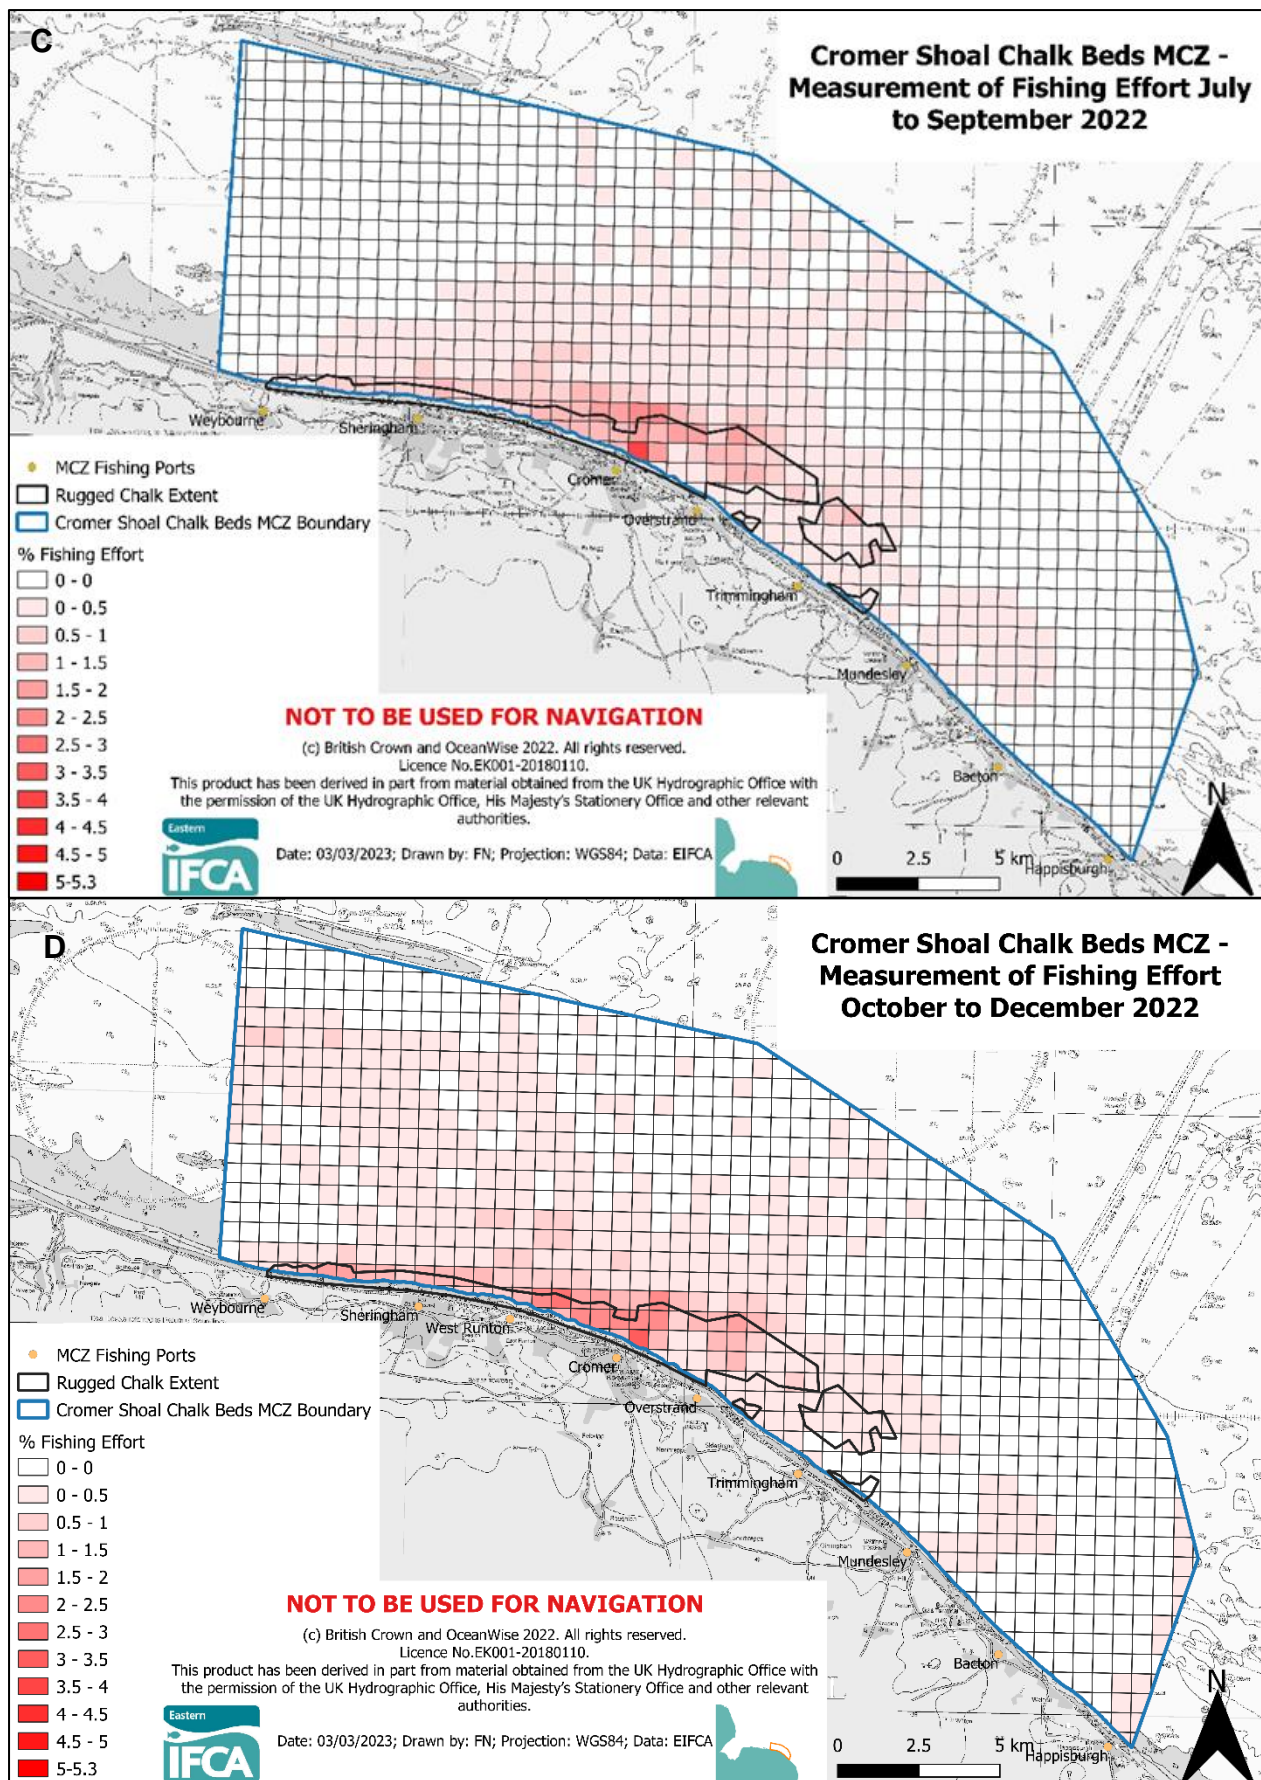 C
Cromer Shoal Chalk Beds MCZ -
Measurement of Fishing Effort July
to September 2022
Weybourne
Sheringham
Cromer
Overstrand
Trimmingham
Mundesley
Bacton
Happisburgh
MCZ Fishing Ports
Rugged Chalk Extent
Cromer Shoal Chalk Beds MCZ Boundary
% Fishing Effort
0 - 0
0 - 0.5
0.5 - 1
1 - 1.5
1.5 - 2
2 - 2.5
2.5 - 3
3 - 3.5
3.5 - 4
4 - 4.5
4.5 - 5
5-5.3
NOT TO BE USED FOR NAVIGATION
(c) British Crown and OceanWise 2022. All rights reserved.
Licence No.EK001-20180110.
This product has been derived in part from material obtained from the UK Hydrographic Office with
the permission of the UK Hydrographic Office, His Majesty's Stationery Office and other relevant
authorities.
Eastern
IFCA
Date: 03/03/2023; Drawn by: FN; Projection: WGS84; Data: EIFCA
0 2.5 5 km
N
D
Cromer Shoal Chalk Beds MCZ -
Measurement of Fishing Effort
October to December 2022
Weybourne
Sheringham
West Runton
Cromer
Overstrand
Trimmingham
Mundesley
Bacton
Happisburgh
MCZ Fishing Ports
Rugged Chalk Extent
Cromer Shoal Chalk Beds MCZ Boundary
% Fishing Effort
0 - 0
0 - 0.5
0.5 - 1
1 - 1.5
1.5 - 2
2 - 2.5
2.5 - 3
3 - 3.5
3.5 - 4
4 - 4.5
4.5 - 5
5-5.3
NOT TO BE USED FOR NAVIGATION
(c) British Crown and OceanWise 2022. All rights reserved.
Licence No.EK001-20180110.
This product has been derived in part from material obtained from the UK Hydrographic Office with
the permission of the UK Hydrographic Office, His Majesty's Stationery Office and other relevant
authorities.
Eastern
IFCA
Date: 03/03/2023; Drawn by: FN; Projection: WGS84; Data: EIFCA
0 2.5 5 km
N